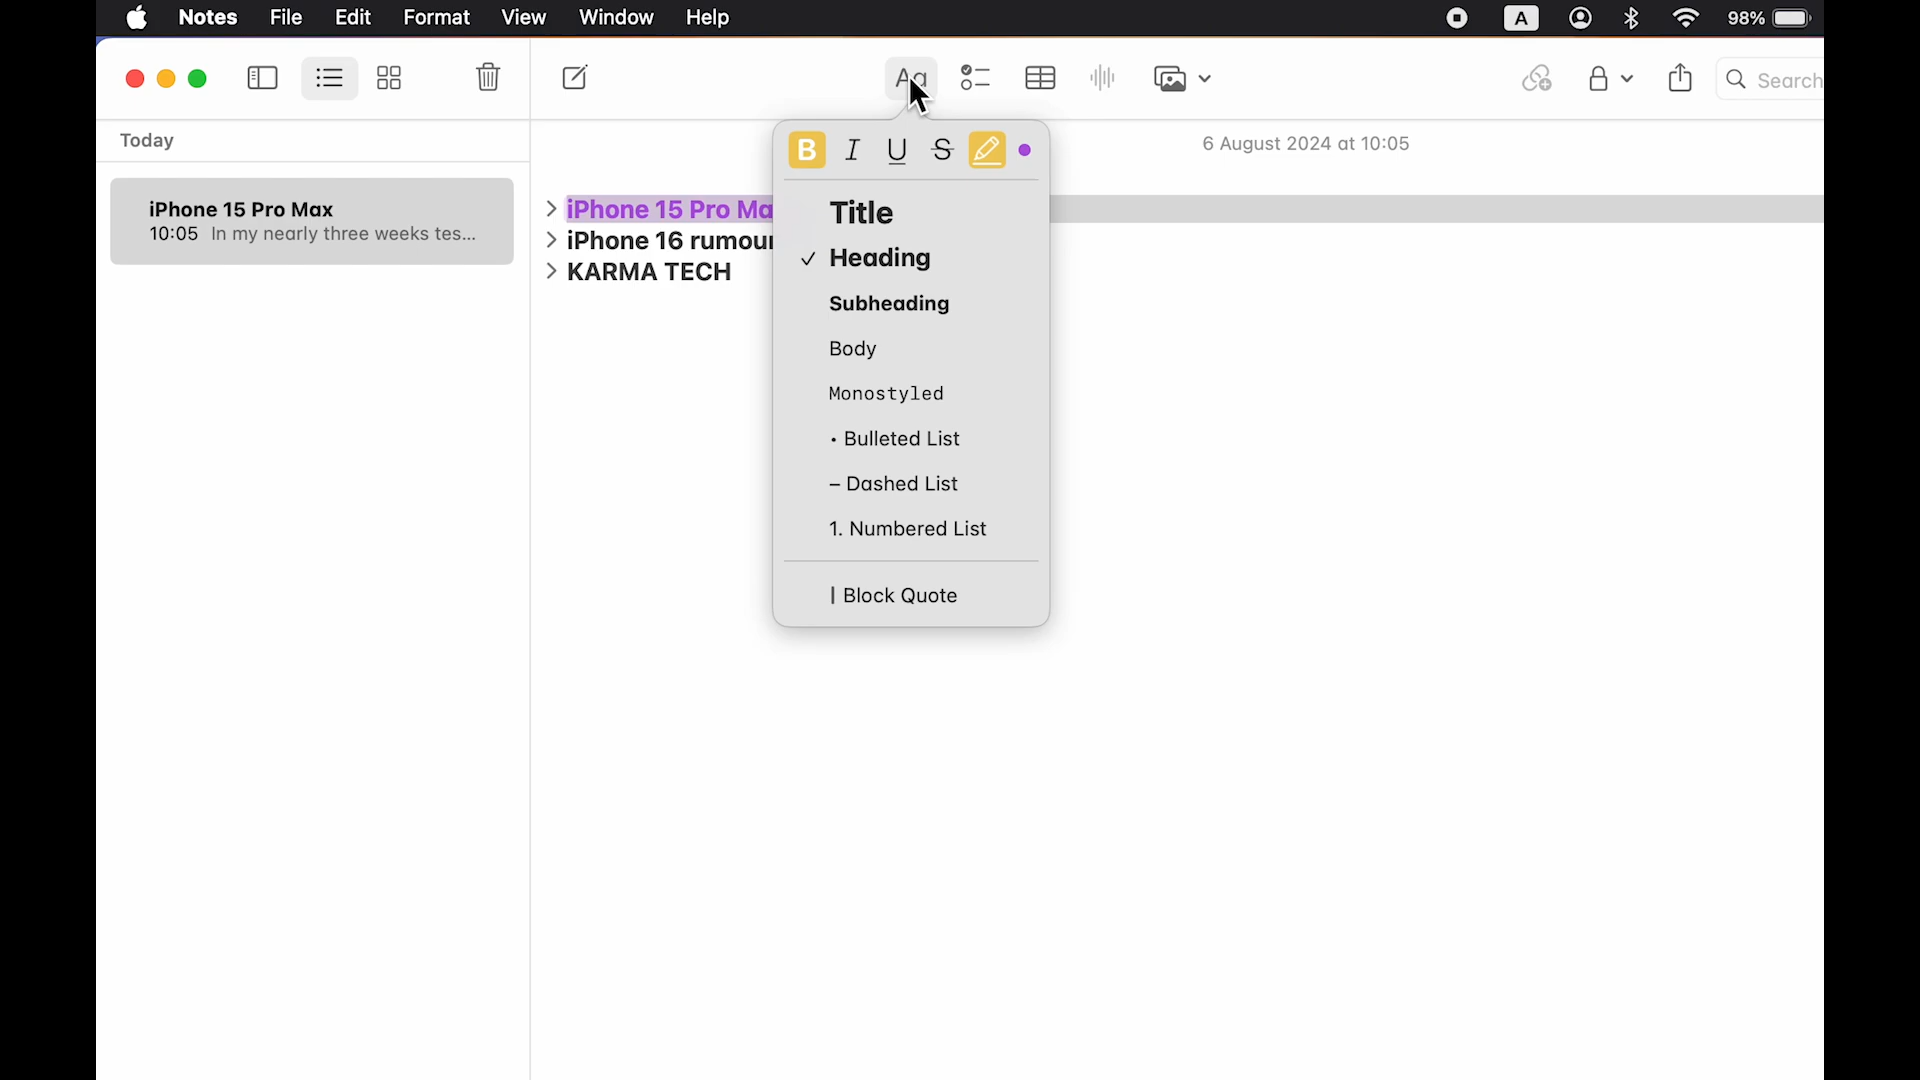 Notes File Edit Format View Window Help A 98%
Aa Search
Today
6 August 2024 at 10:05
iPhone 15 Pro Max
10:05 In my nearly three weeks tes...
iPhone 15 Pro Ma
iPhone 16 rumour
KARMA TECH
B I U S
Title
✓ Heading
Subheading
Body
Monostyled
• Bulleted List
– Dashed List
1. Numbered List
| Block Quote